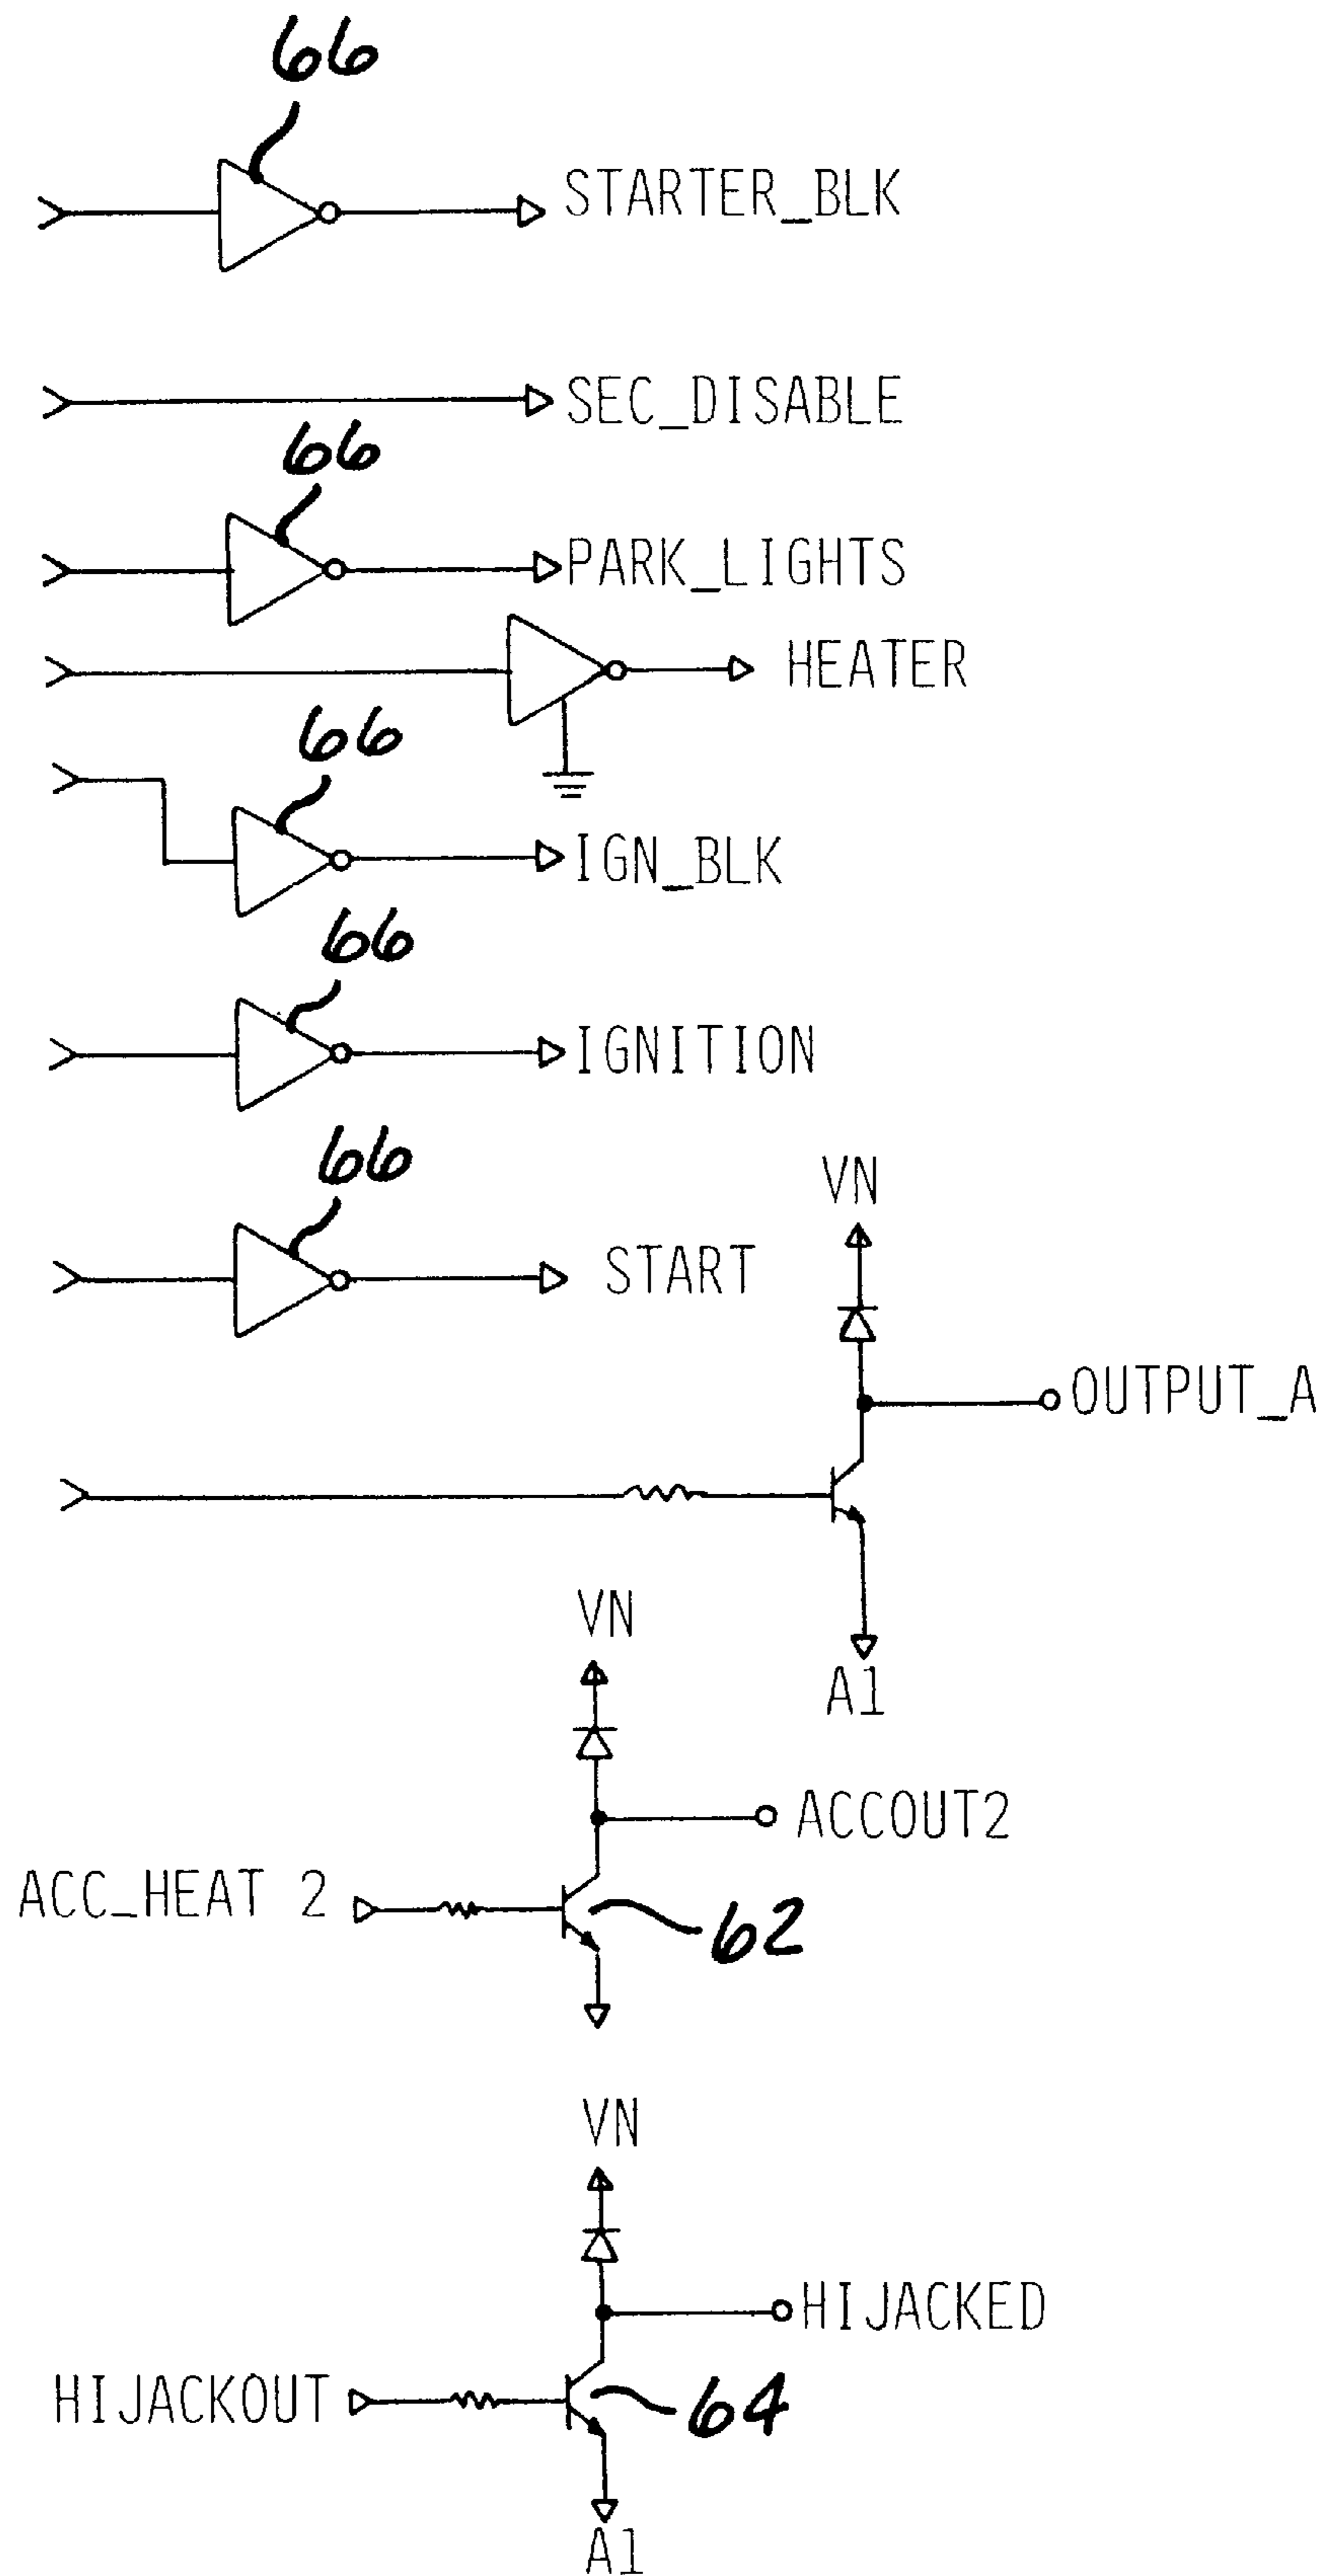 66
STARTER_BLK
SEC_DISABLE
66
PARK_LIGHTS
HEATER
66
IGN_BLK
66
IGNITION
66
START
VN
OUTPUT_A
VN
A1
ACCOUT2
ACC_HEAT 2
62
VN
HIJACKED
HIJACKOUT
64
A1